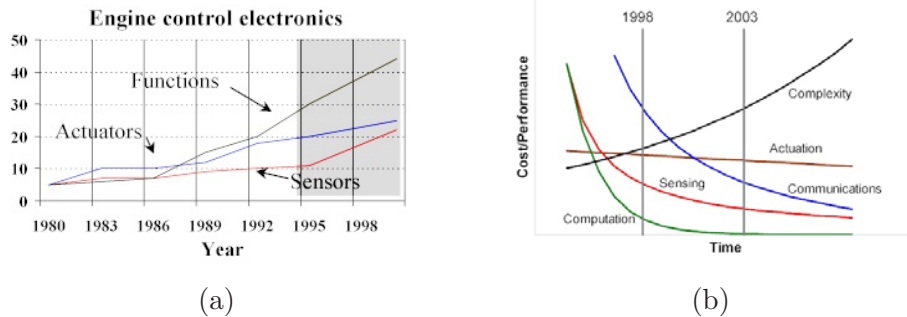 Engine control electronics
50
40
30
20
10
0
Functions
Actuators
Sensors
1980 1983 1986 1989 1992 1995 1998
Year
(a)
1998 2003
Cost/Performance
Complexity
Actuation
Sensing
Communications
Computation
Time
(b)